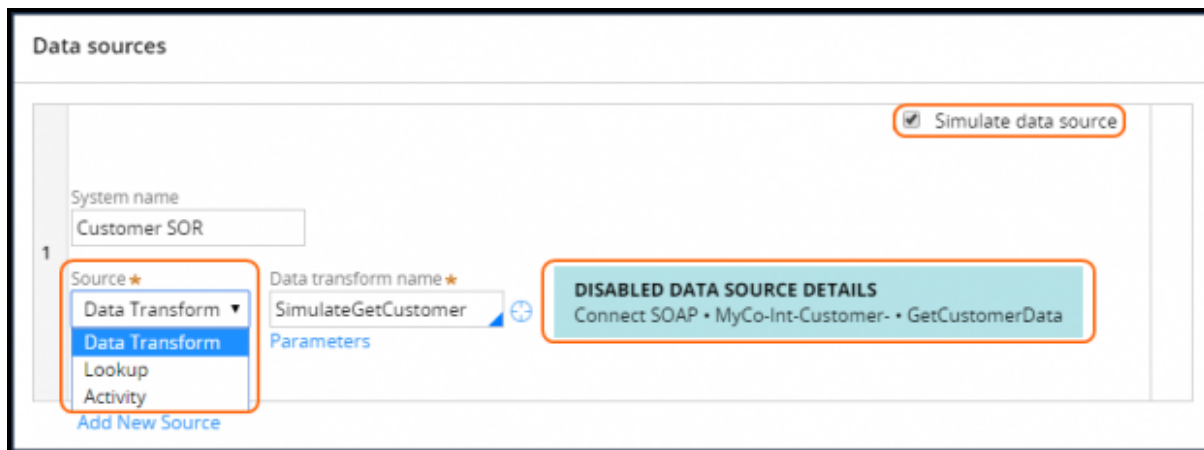 Data sources
Simulate data source
System name
Customer SOR
1
Source★ Data transform name★
Data Transform ▼ SimulateGetCustomer
DISABLED DATA SOURCE DETAILS
Connect SOAP • MyCo-Int-Customer- • GetCustomerData
Data Transform Parameters
Lookup
Activity
Add New Source